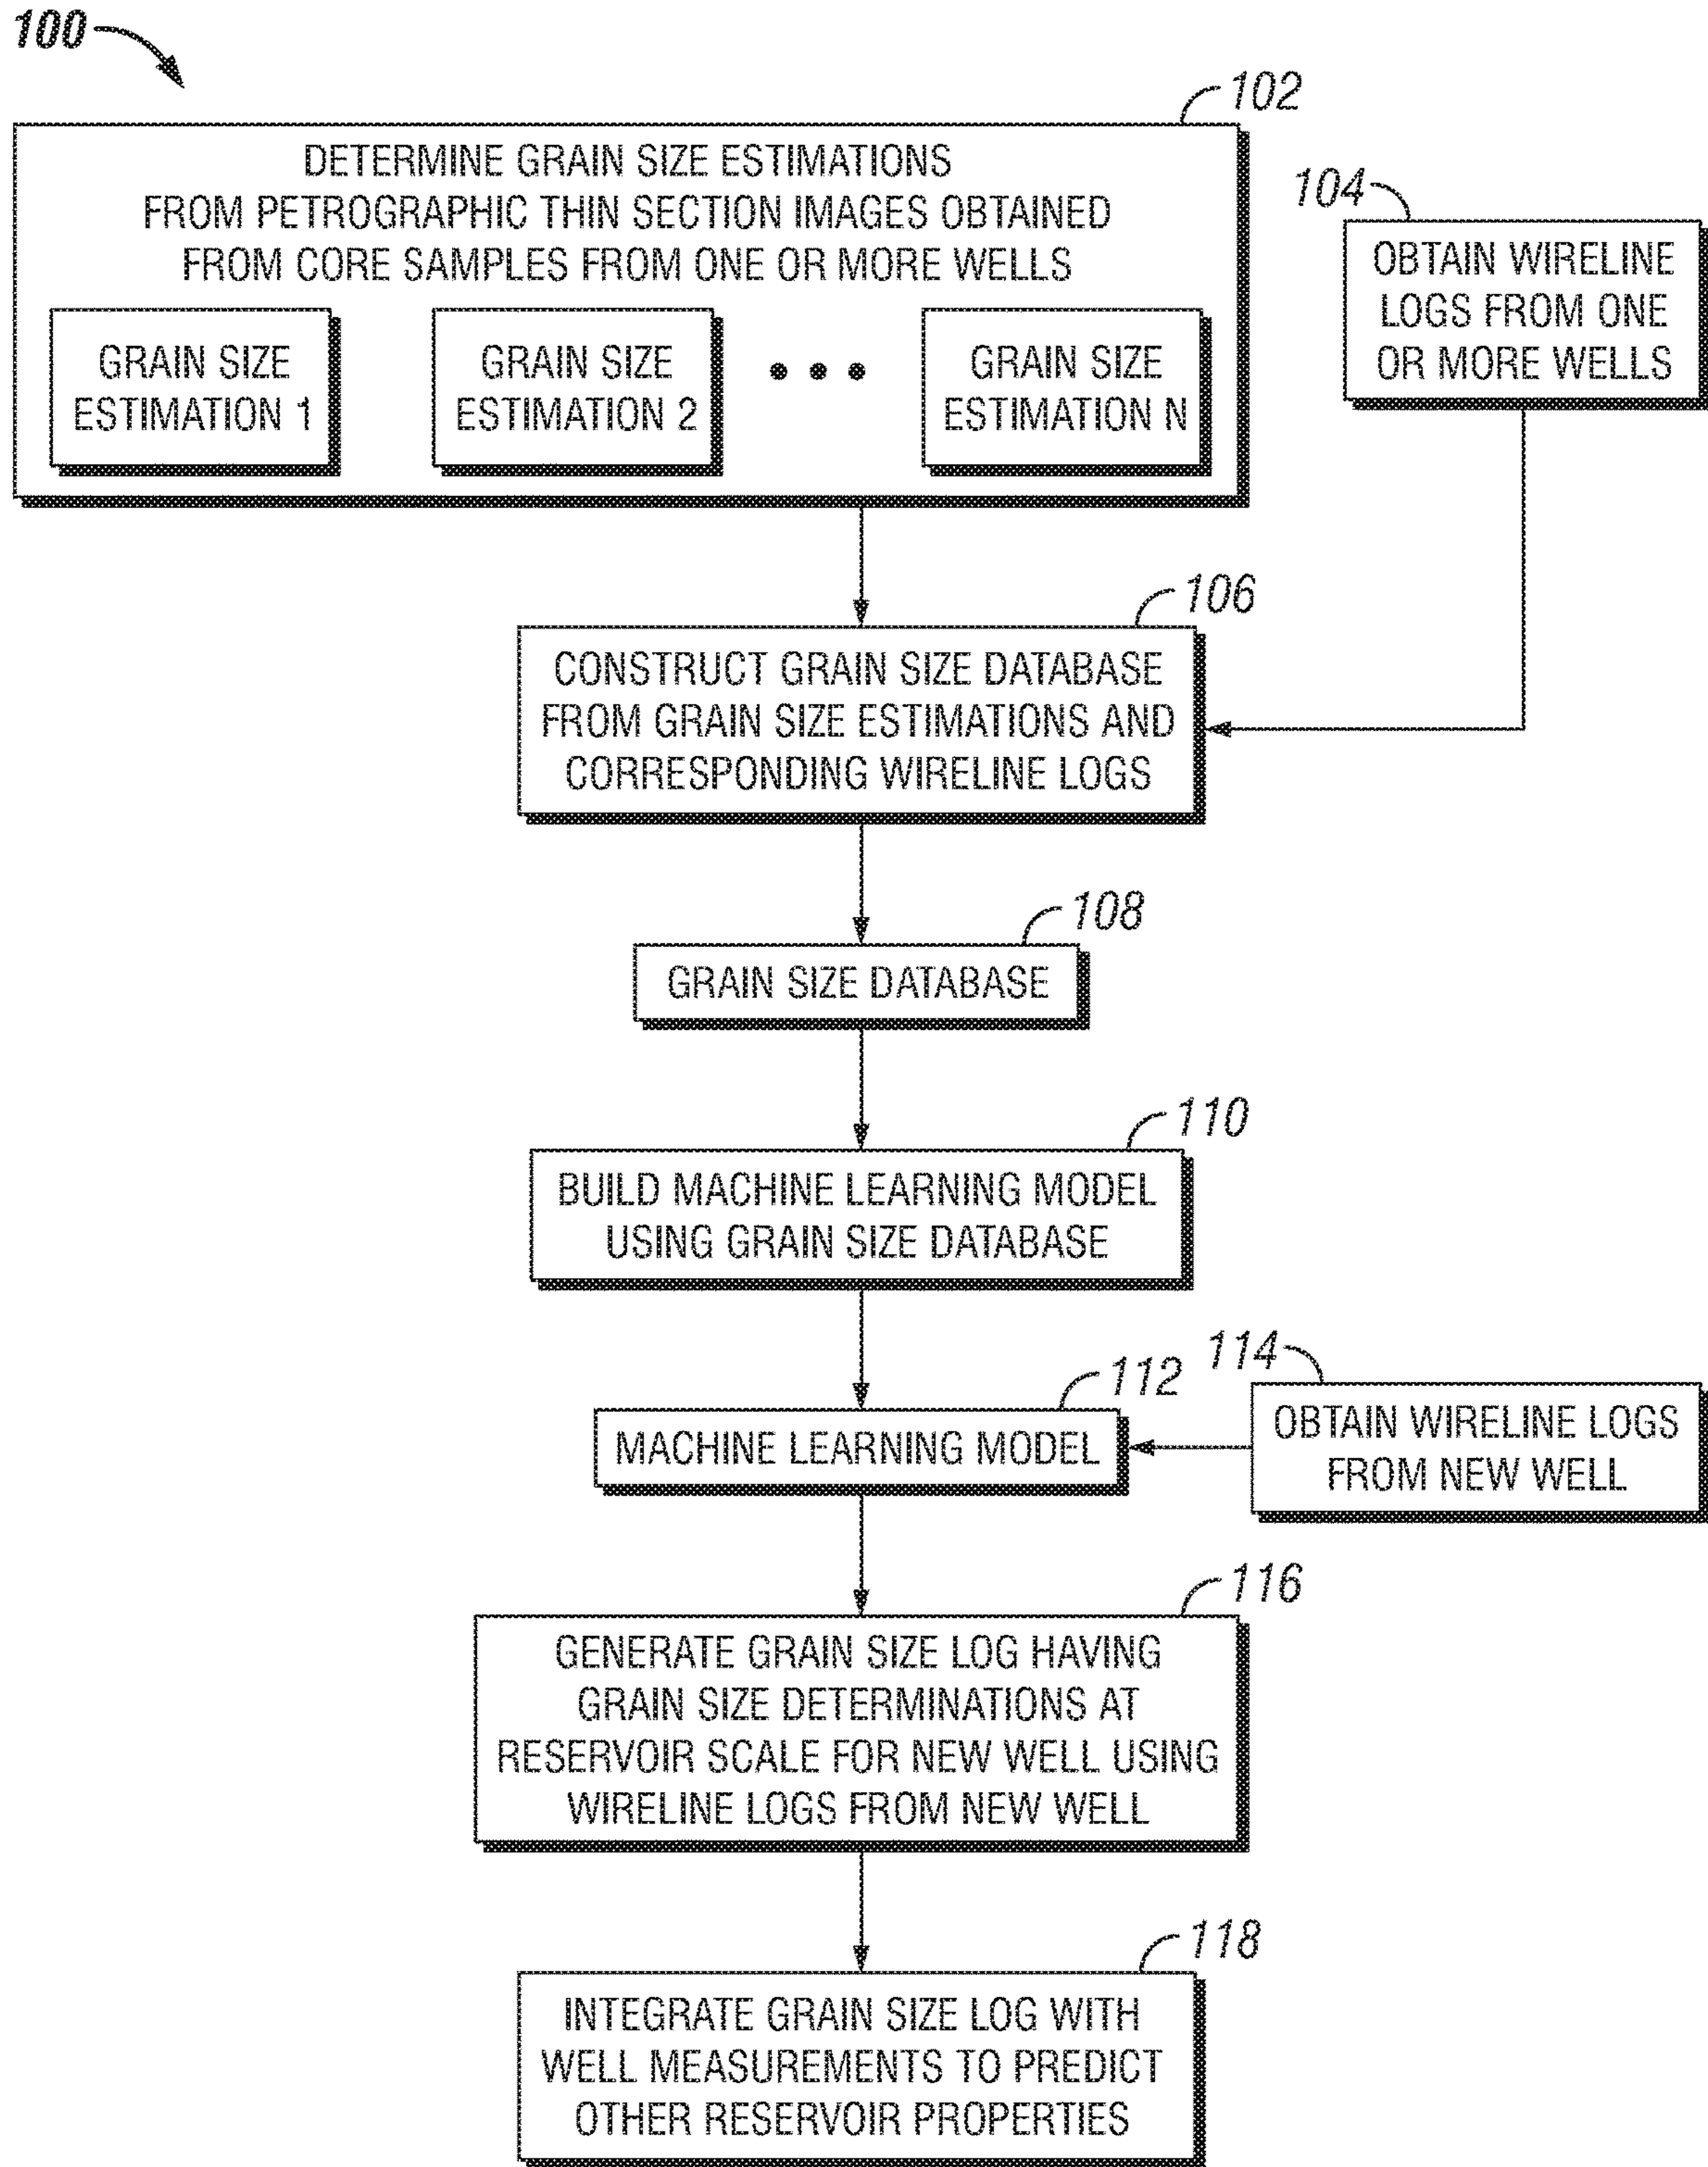 100
102
DETERMINE GRAIN SIZE ESTIMATIONS
FROM PETROGRAPHIC THIN SECTION IMAGES OBTAINED
FROM CORE SAMPLES FROM ONE OR MORE WELLS
GRAIN SIZE
ESTIMATION 1
GRAIN SIZE
ESTIMATION 2
• • •
GRAIN SIZE
ESTIMATION N
104
OBTAIN WIRELINE
LOGS FROM ONE
OR MORE WELLS
106
CONSTRUCT GRAIN SIZE DATABASE
FROM GRAIN SIZE ESTIMATIONS AND
CORRESPONDING WIRELINE LOGS
108
GRAIN SIZE DATABASE
110
BUILD MACHINE LEARNING MODEL
USING GRAIN SIZE DATABASE
112
MACHINE LEARNING MODEL
114
OBTAIN WIRELINE LOGS
FROM NEW WELL
116
GENERATE GRAIN SIZE LOG HAVING
GRAIN SIZE DETERMINATIONS AT
RESERVOIR SCALE FOR NEW WELL USING
WIRELINE LOGS FROM NEW WELL
118
INTEGRATE GRAIN SIZE LOG WITH
WELL MEASUREMENTS TO PREDICT
OTHER RESERVOIR PROPERTIES